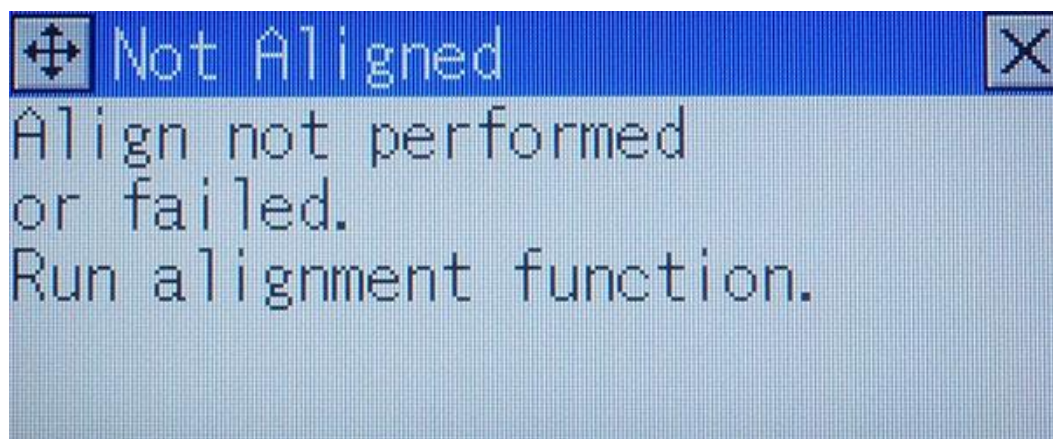 Not Aligned
Align not performed
or failed.
Run alignment function.